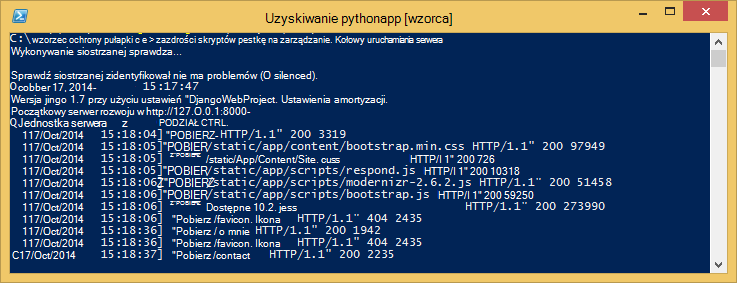 Uzyskiwanie pythonapp [wzorca]
C:\wzorzec ochrony pułapki c e > zazdrości skryptów pestkę na zarządzanie. Kołowy uruchamiania serwera
Wykonywanie siostrzanej sprawdza...
Sprawdź siostrzanej zidentyfikował nie ma problemów (O silenced).
Ocobber 17, 2014- 15:17:47
Wersja jingo 1.7 przy użyciu ustawień "DjangoWebProject. Ustawienia amortyzacji.
Początkowy serwer rozwoju w http://127.O.0.1:8000-
QJednostka serwera z PODZIAŁ CTRL.
117/Oct/2014 15:18:04] "POBIERZ-HTTP/1.1" 200 3319
117/Oct/2014 15:18:05] "POBIER/static/app/content/bootstrap.min.css HTTP/1.1" 200 97949
117/Oct/2014 15:18:05] Z POBIERZ /static/App/Content/Site. cuss HTTP/l 1" 200 726
117/Oct/2014 15:18:05] "POBIER/static/app/scripts/respond.js HTTP/l 1" 200 10318
117/Oct/2014 15:18:06Z"POBIERZ/static/app/scripts/modernizr-2.6.2.js HTTP/1.1" 200 51458
117/Oct/2014 15:18:06] "POBIER/static/app/scripts/bootstrap.js HTTP/l 1" 200 59250
117/Oct/2014 15:18:06] Z POBIERZ Dostępne 10.2. jess HTTP/1.1" 200 273990
117/Oct/2014 15:18:06] "Pobierz /favicon. Ikona HTTP/1.1" 404 2435
117/Oct/2014 15:18:36] "Pobierz / o mnie HTTP/1.1" 200 1942
117/Oct/2014 15:18:36] "Pobierz /favicon. Ikona HTTP/1.1" 404 2435
C17/Oct/2014 15:18:37] "Pobierz /contact HTTP/1.1" 200 2235